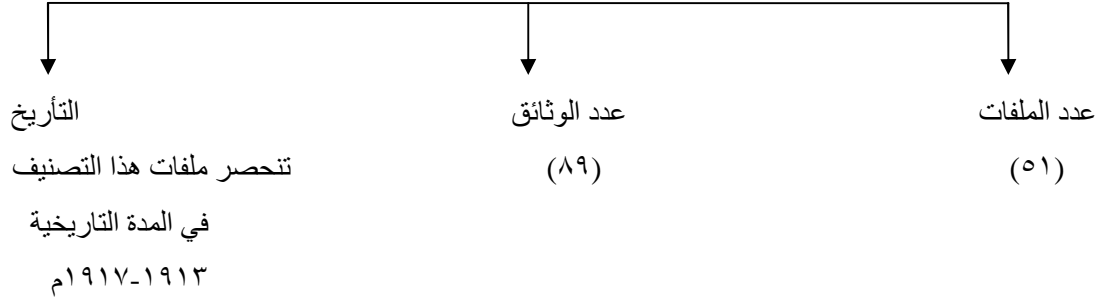 عدد الملفات
(٥١)
عدد الوثائق
(٨٩)
التأريخ
تنحصر ملفات هذا التصنيف
في المدة التاريخية
١٩١٣-١٩١٧م